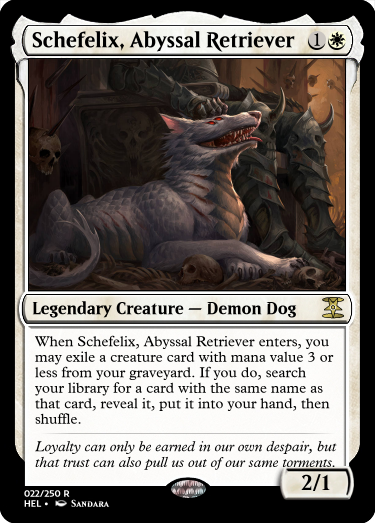 Schefelix, Abyssal Retriever 1
Legendary Creature — Demon Dog
When Schefelix, Abyssal Retriever enters, you
may exile a creature card with mana value 3 or
less from your graveyard. If you do, search
your library for a card with the same name as
that card, reveal it, put it into your hand, then
shuffle.
Loyalty can only be earned in our own despair, but
that trust can also pull us out of our same torments.
2/1
022/250 R
HEL • Sandara